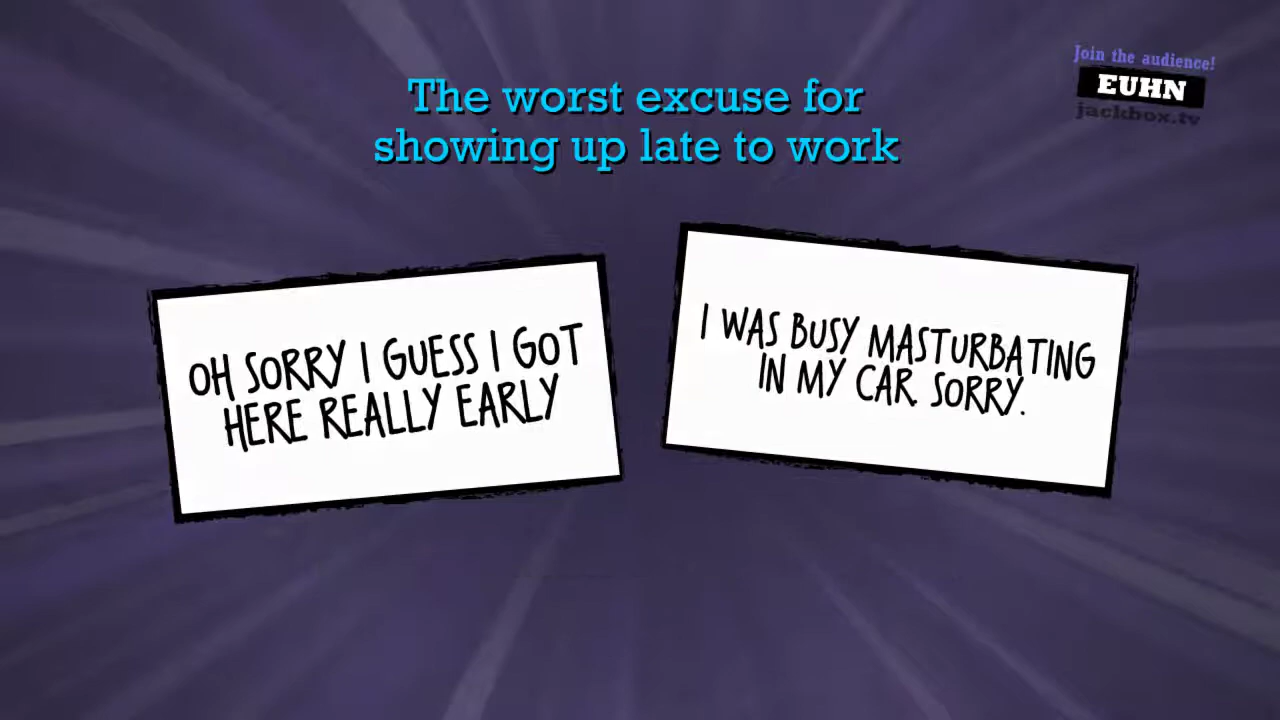 Join the audience!
EUHN
jackbox.tv
The worst excuse for
showing up late to work
OH SORRY I GUESS I GOT
HERE REALLY EARLY
I WAS BUSY MASTURBATING
IN MY CAR. SORRY.